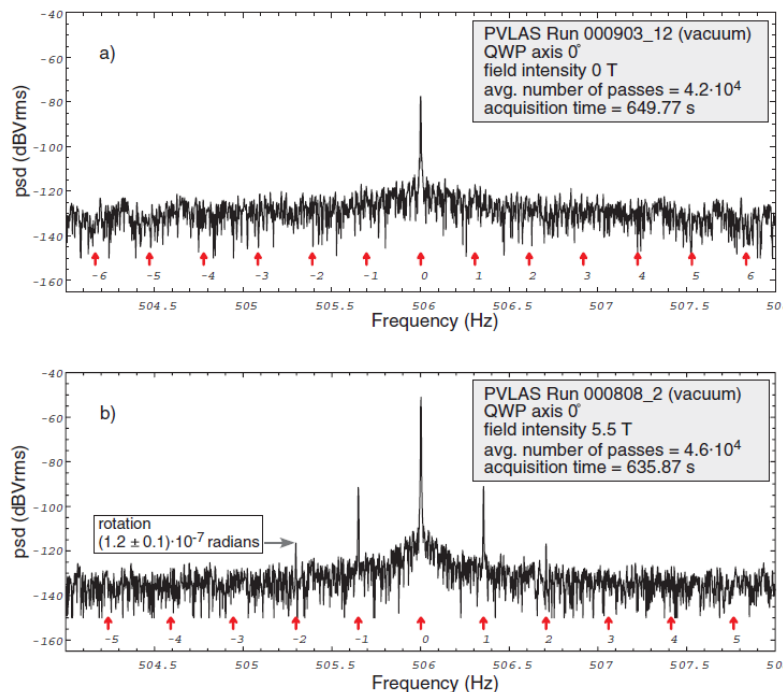 a)
PVLAS Run 000903_12 (vacuum)
QWP axis 0°
field intensity 0 T
avg. number of passes = 4.2·10⁴
acquisition time = 649.77 s
psd (dBVrms)
-40
-60
-80
-100
-120
-140
-160
-6 -5 -4 -3 -2 -1 0 1 2 3 4 5 6
504.5 505 505.5 506 506.5 507 507.5 50
Frequency (Hz)
b)
PVLAS Run 000808_2 (vacuum)
QWP axis 0°
field intensity 5.5 T
avg. number of passes = 4.6·10⁴
acquisition time = 635.87 s
psd (dBVrms)
-40
-60
-80
-100
-120
-140
-160
rotation
(1.2 ± 0.1)·10⁻⁷ radians
-5 -4 -3 -2 -1 0 1 2 3 4 5
504.5 505 505.5 506 506.5 507 507.5 50
Frequency (Hz)